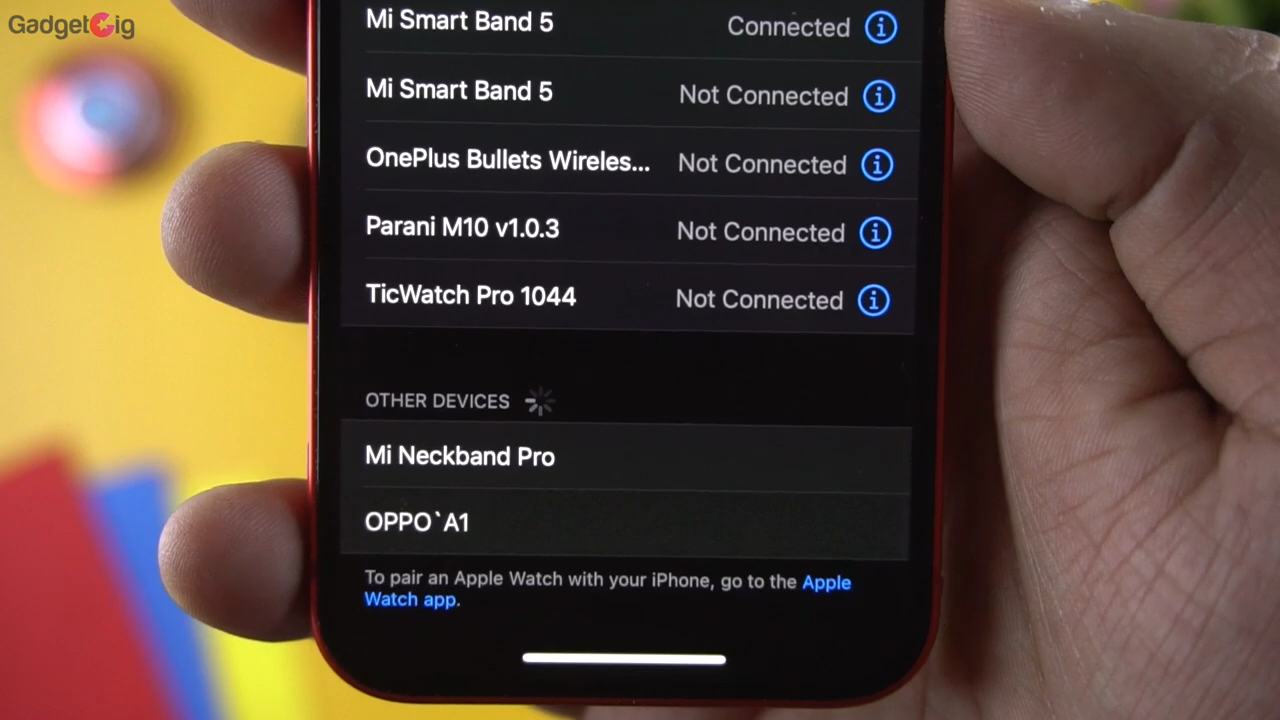 GadgetGig
Mi Smart Band 5 Connected
Mi Smart Band 5 Not Connected
OnePlus Bullets Wireles... Not Connected
Parani M10 v1.0.3 Not Connected
TicWatch Pro 1044 Not Connected
OTHER DEVICES
Mi Neckband Pro
OPPO`A1
To pair an Apple Watch with your iPhone, go to the Apple
Watch app.